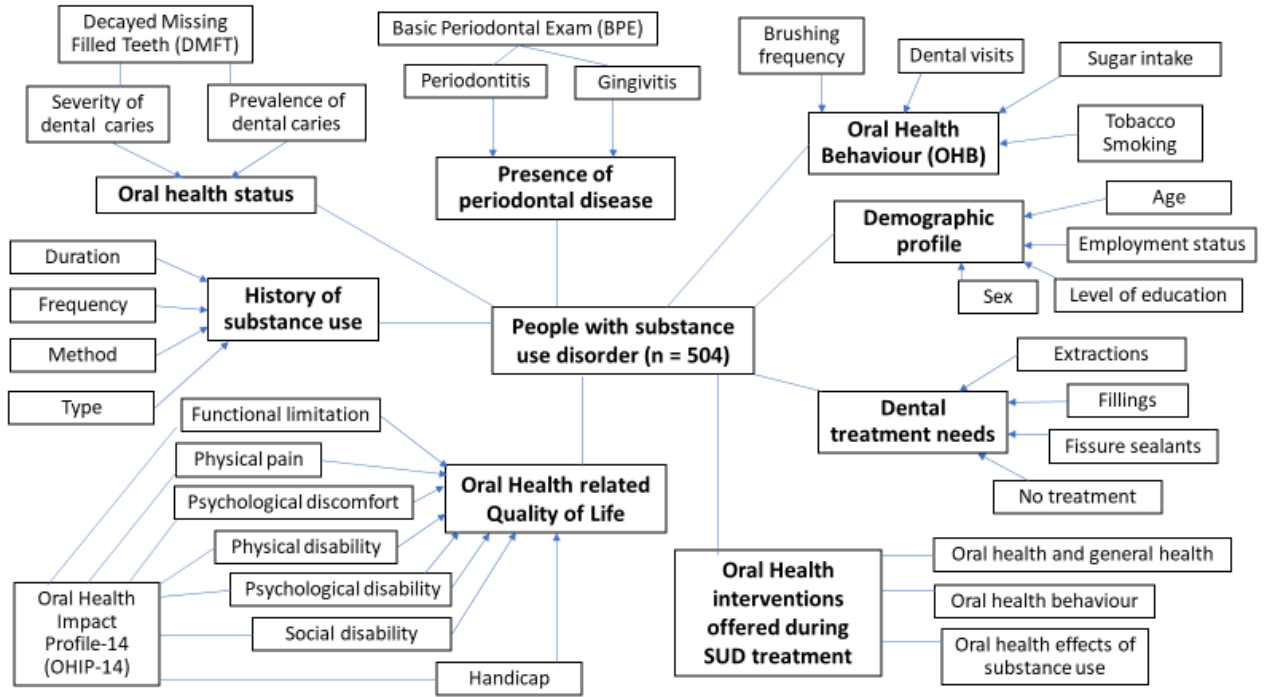 Decayed Missing
Filled Teeth (DMFT)
Severity of
dental caries
Prevalence of
dental caries
Oral health status
Basic Periodontal Exam (BPE)
Periodontitis
Gingivitis
Presence of
periodontal disease
Brushing
frequency
Dental visits
Sugar intake
Tobacco
Smoking
Oral Health
Behaviour (OHB)
Demographic
profile
Age
Employment status
Level of education
Sex
Duration
Frequency
Method
Type
History of
substance use
People with substance
use disorder (n = 504)
Extractions
Fillings
Fissure sealants
No treatment
Dental
treatment needs
Functional limitation
Physical pain
Psychological discomfort
Physical disability
Psychological disability
Social disability
Handicap
Oral Health
Impact
Profile-14
(OHIP-14)
Oral Health related
Quality of Life
Oral Health
interventions
offered during
SUD treatment
Oral health and general health
Oral health behaviour
Oral health effects of
substance use